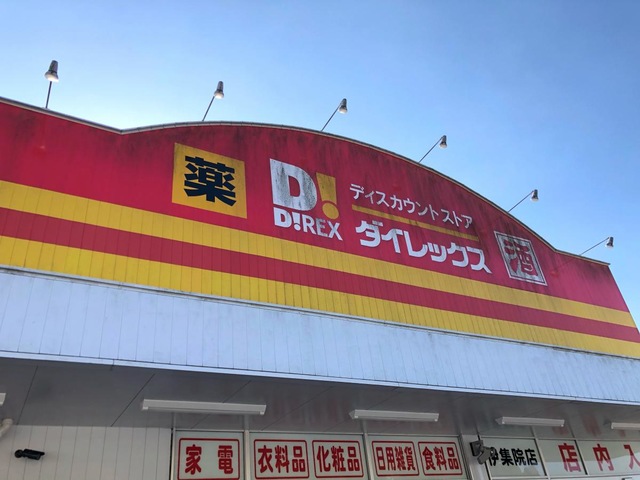 薬
D!
D!REX
ディスカウントストア
ダイレックス
酒
家電
衣料品
化粧品
日用雑貨
食料品
伊集院店
店内入